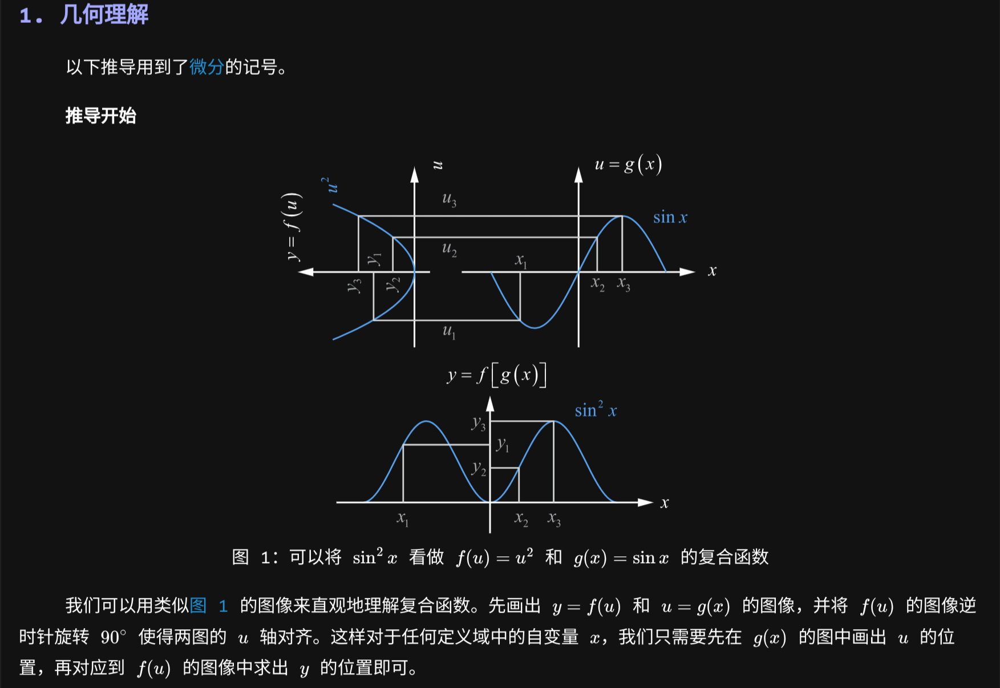 1. 几何理解
以下推导用到了微分的记号。
推导开始
y = f(u)
u²
u
u = g(x)
u₃
sin x
u₂
y₁
x₁
x
y₃
y₂
x₂ x₃
u₁
y = f[g(x)]
sin² x
y₃
y₁
y₂
x
x₁
x₂ x₃
图 1：可以将 sin² x 看做 f(u) = u² 和 g(x) = sin x 的复合函数
我们可以用类似图 1 的图像来直观地理解复合函数。先画出 y = f(u) 和 u = g(x) 的图像，并将 f(u) 的图像逆
时针旋转 90° 使得两图的 u 轴对齐。这样对于任何定义域中的自变量 x，我们只需要先在 g(x) 的图中画出 u 的位
置，再对应到 f(u) 的图像中求出 y 的位置即可。